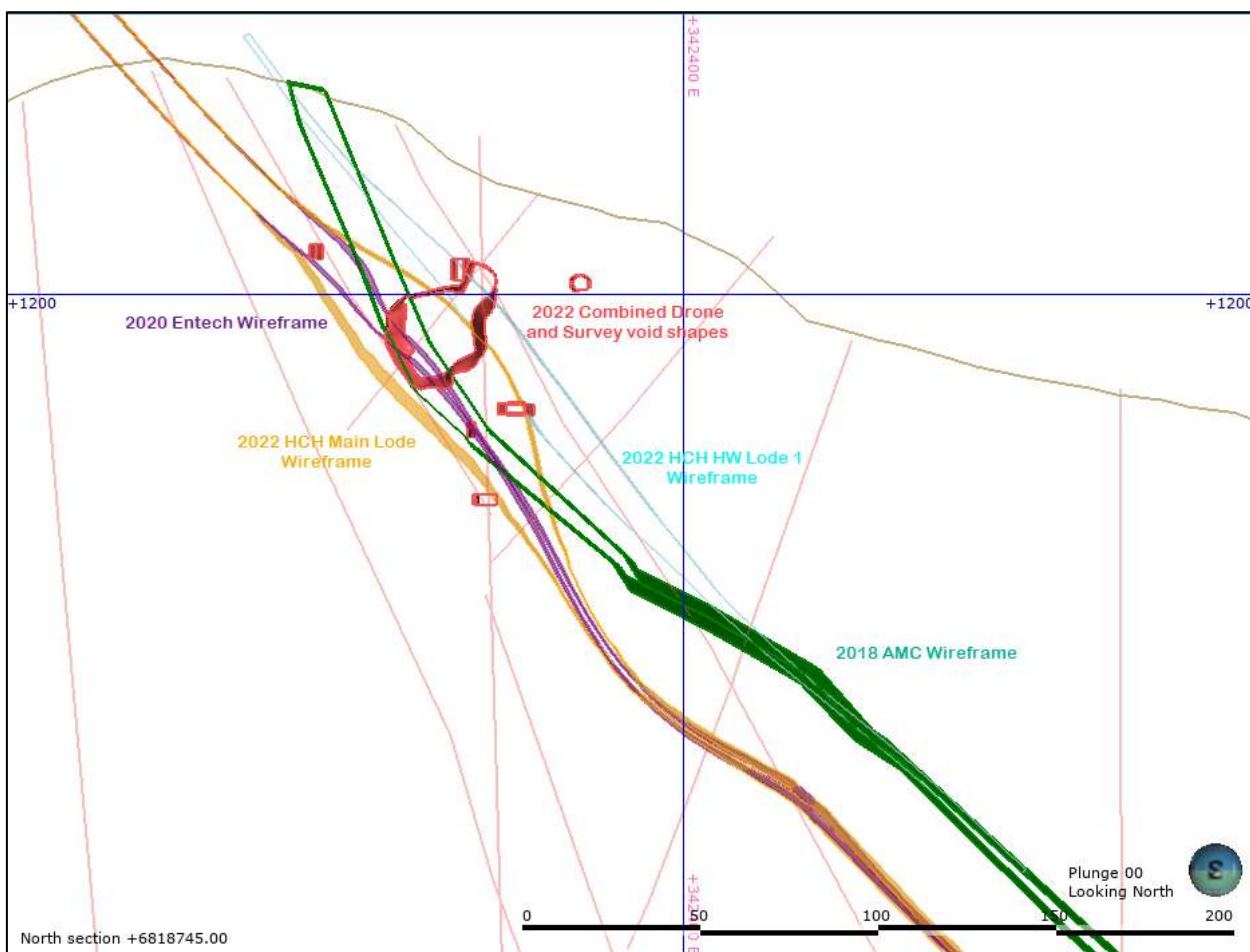 +342400 E
+1200
+1200
2020 Entech Wireframe
2022 Combined Drone
and Survey void shapes
2022 HCH Main Lode
Wireframe
2022 HCH HW Lode 1
Wireframe
2018 AMC Wireframe
Plunge 00
Looking North
0
50
100
150
200
North section +6818745.00